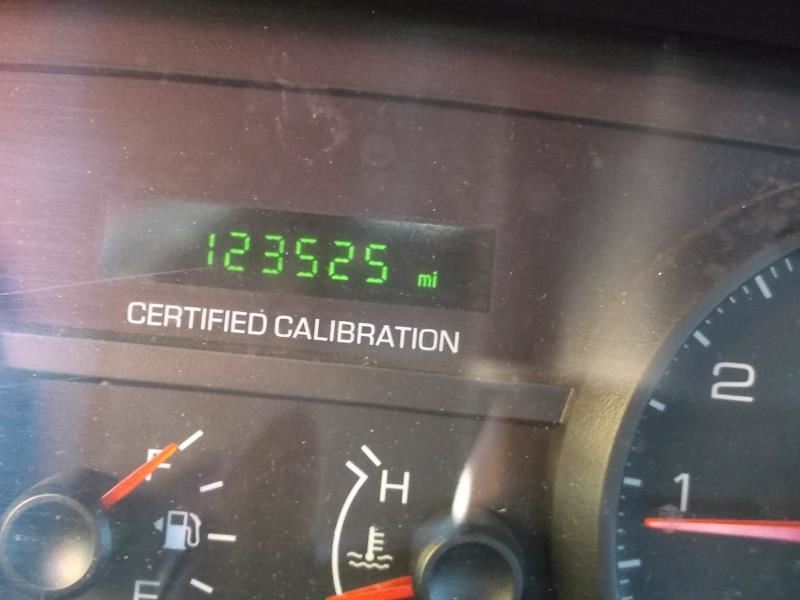 123525 mi
CERTIFIED CALIBRATION
2
F
H
1
E